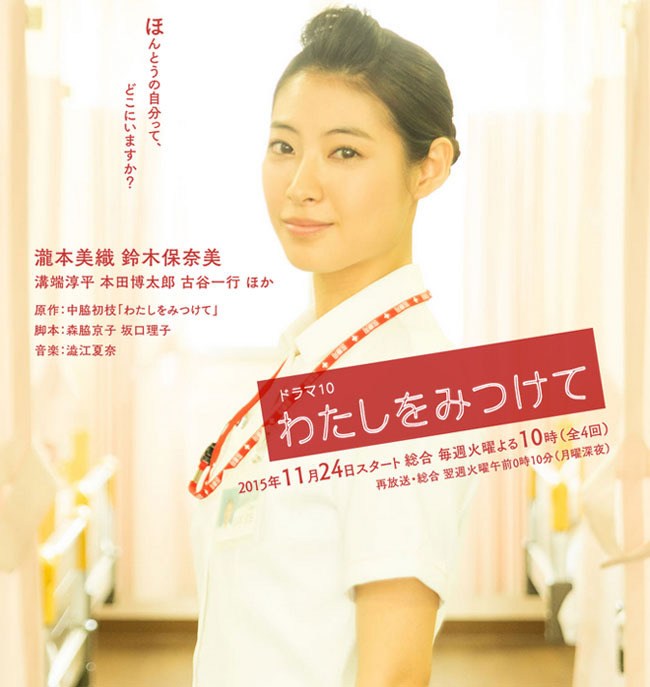 ほんとうの自分って、
どこにいますか？
瀧本美織 鈴木保奈美
溝端淳平 本田博太郎 古谷一行 ほか
原作：中脇初枝「わたしをみつけて」
脚本：森脇京子 坂口理子
音楽：澁江夏奈
ドラマ10
わたしをみつけて
2015年11月24日スタート 総合 毎週火曜よる10時（全4回）
再放送・総合 翌週火曜午前0時10分（月曜深夜）